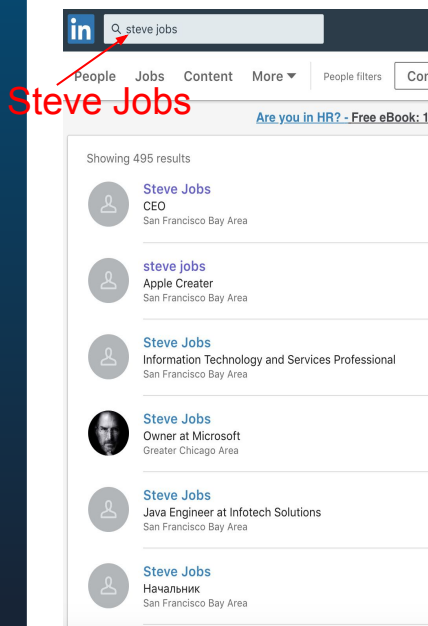 in
steve jobs
People Jobs Content More People filters
Steve Jobs
Are you in HR? - Free eBook: 1
Showing 495 results
Steve Jobs
CEO
San Francisco Bay Area
steve jobs
Apple Creater
San Francisco Bay Area
Steve Jobs
Information Technology and Services Professional
San Francisco Bay Area
Steve Jobs
Owner at Microsoft
Greater Chicago Area
Steve Jobs
Java Engineer at Infotech Solutions
San Francisco Bay Area
Steve Jobs
Начальник
San Francisco Bay Area